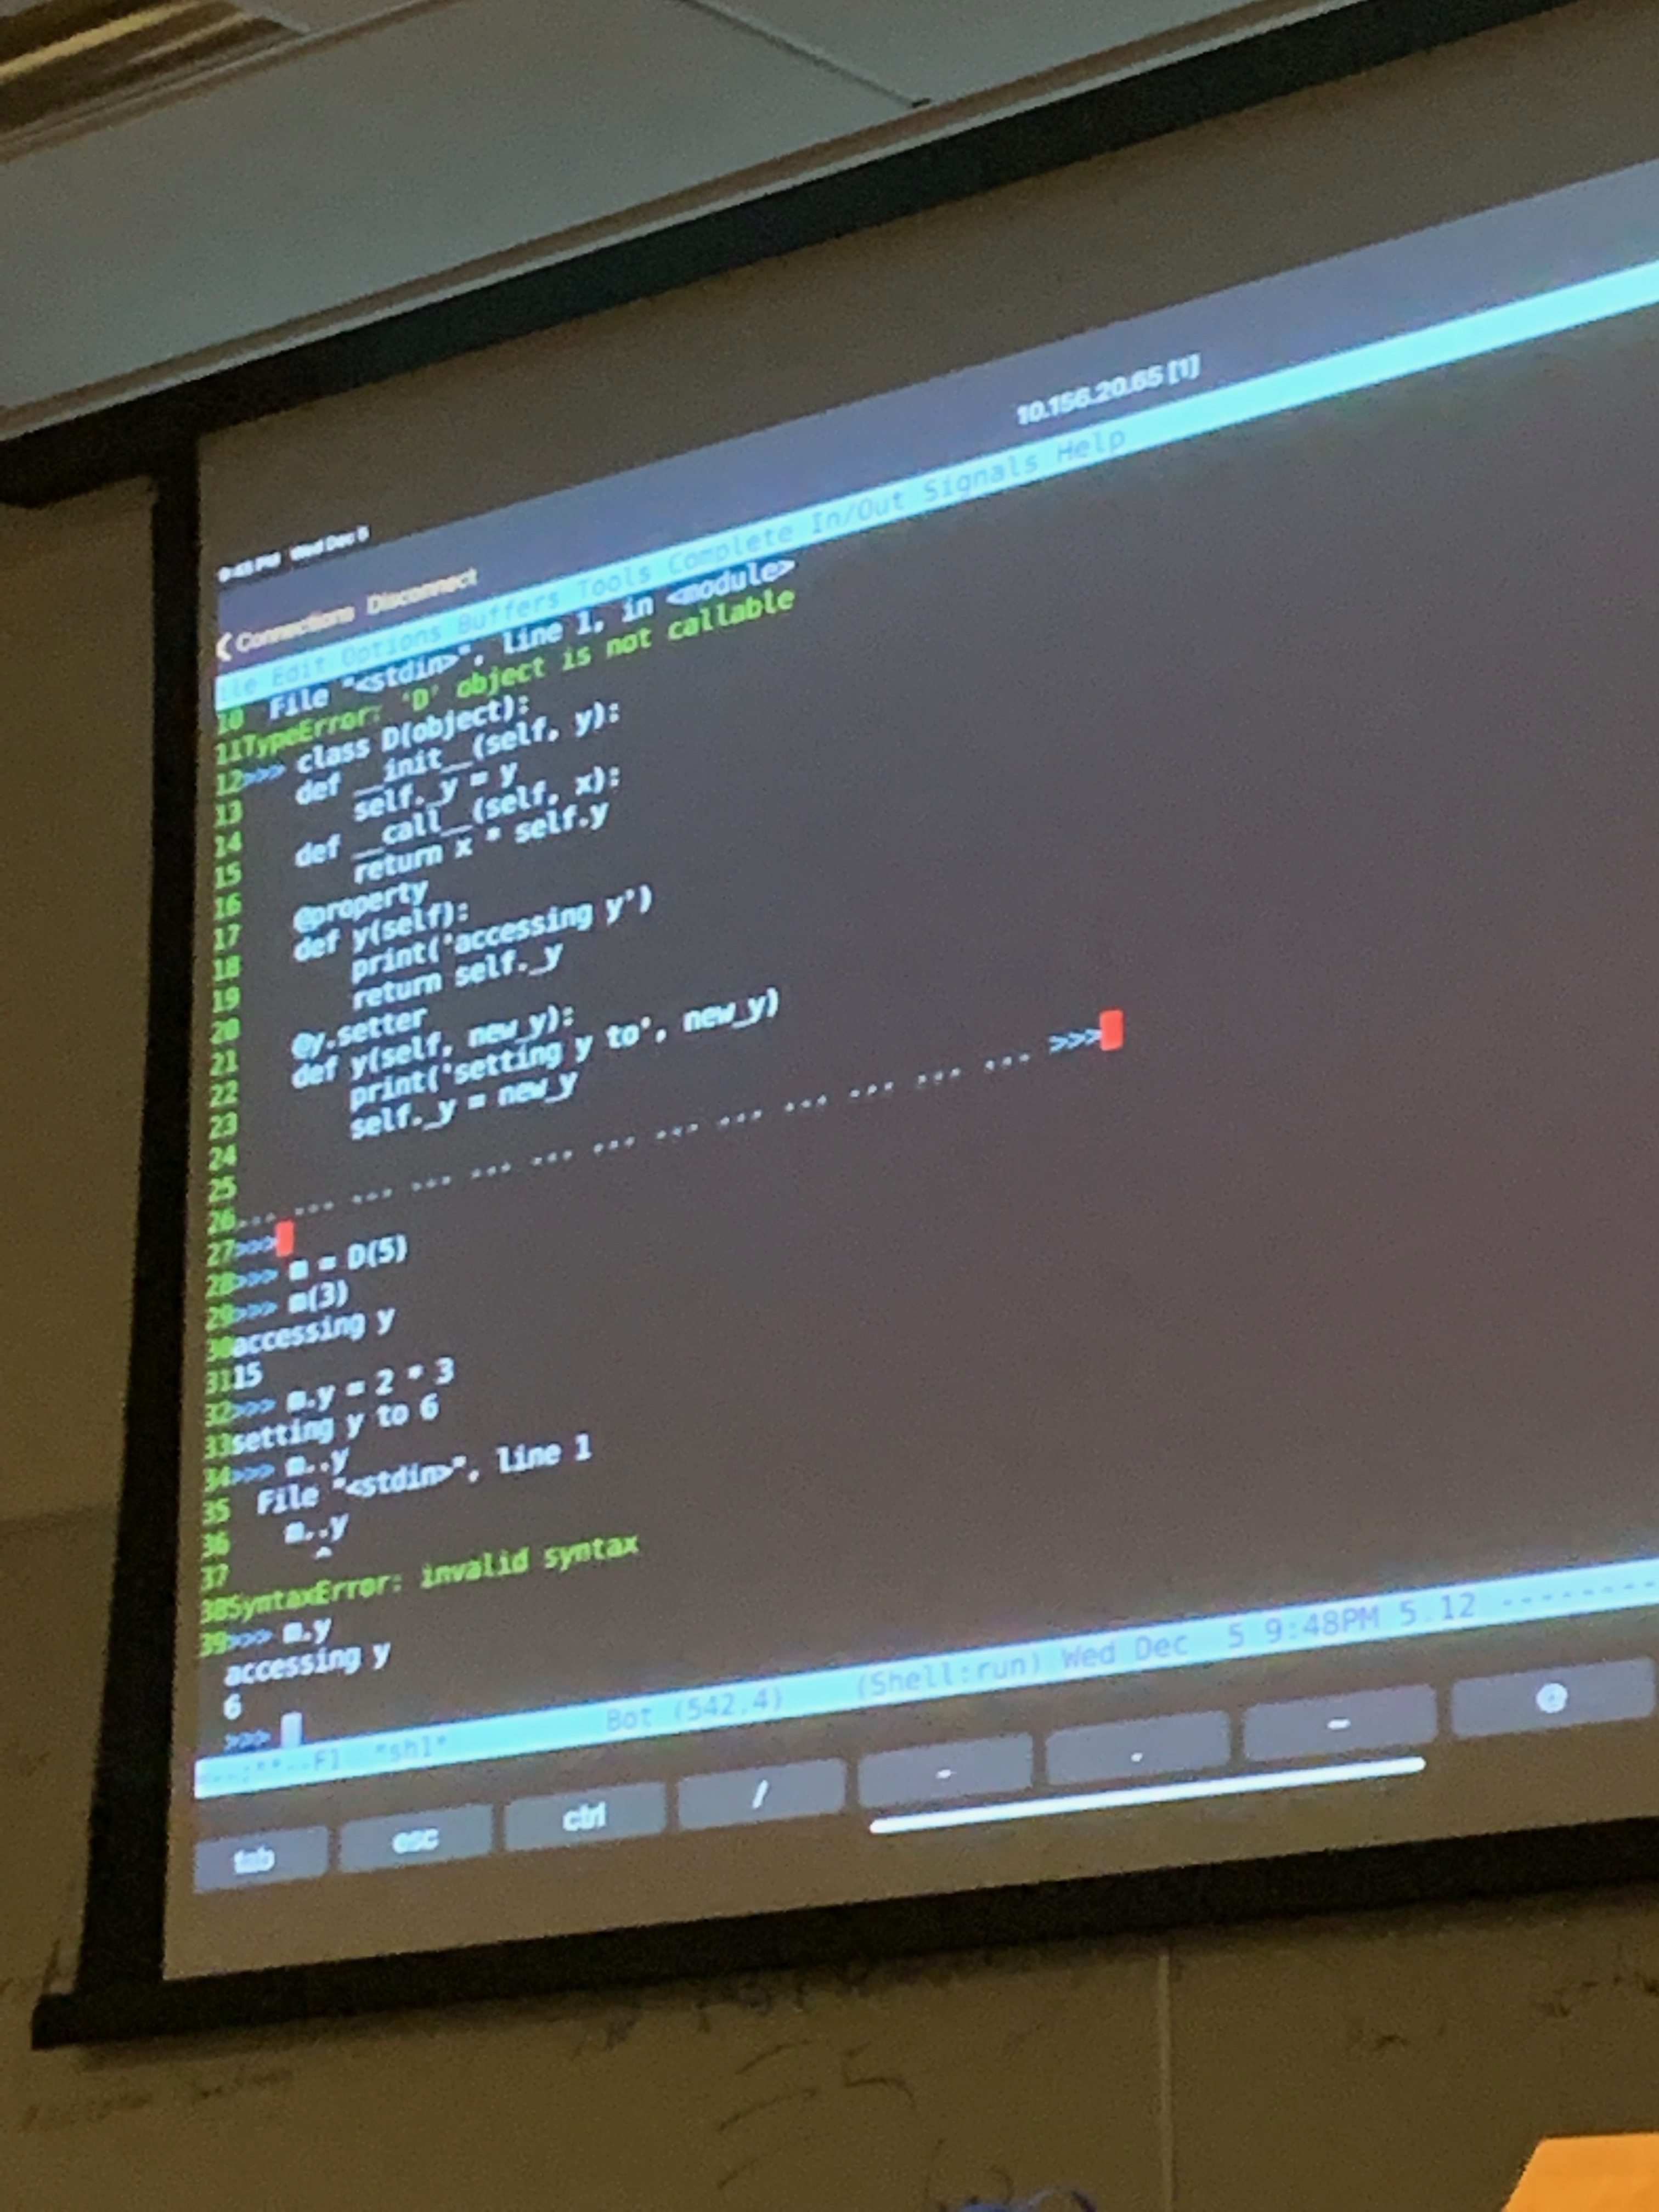 9:48 PM Wed Dec 5
10.156.20.65 [1]
Connections Disconnect
ile Edit Options Buffers Tools Complete In/Out Signals Help
10 File "<stdin>", line 1, in <module>
11TypeError: 'D' object is not callable
12>>> class D(object):
13 def __init__(self, y):
14 self._y = y
15 def __call__(self, x):
16 return x * self.y
17 @property
18 def y(self):
19 print('accessing y')
20 return self._y
21 @y.setter
22 def y(self, new_y):
23 print('setting y to', new_y)
24 self._y = new_y
25
26... ... ... ... ... ... ... ... ... ... ... ... >>>
27>>>
28>>> m = D(5)
29>>> m(3)
30accessing y
3115
32>>> m.y = 2 * 3
33setting y to 6
34>>> m..y
35 File "<stdin>", line 1
36 m..y
37 ^
38SyntaxError: invalid syntax
39>>> m.y
accessing y
6
>>>
*sh1* Bot (542,4) (Shell:run) Wed Dec 5 9:48PM 5.12 --------
tab esc ctrl / - . - @